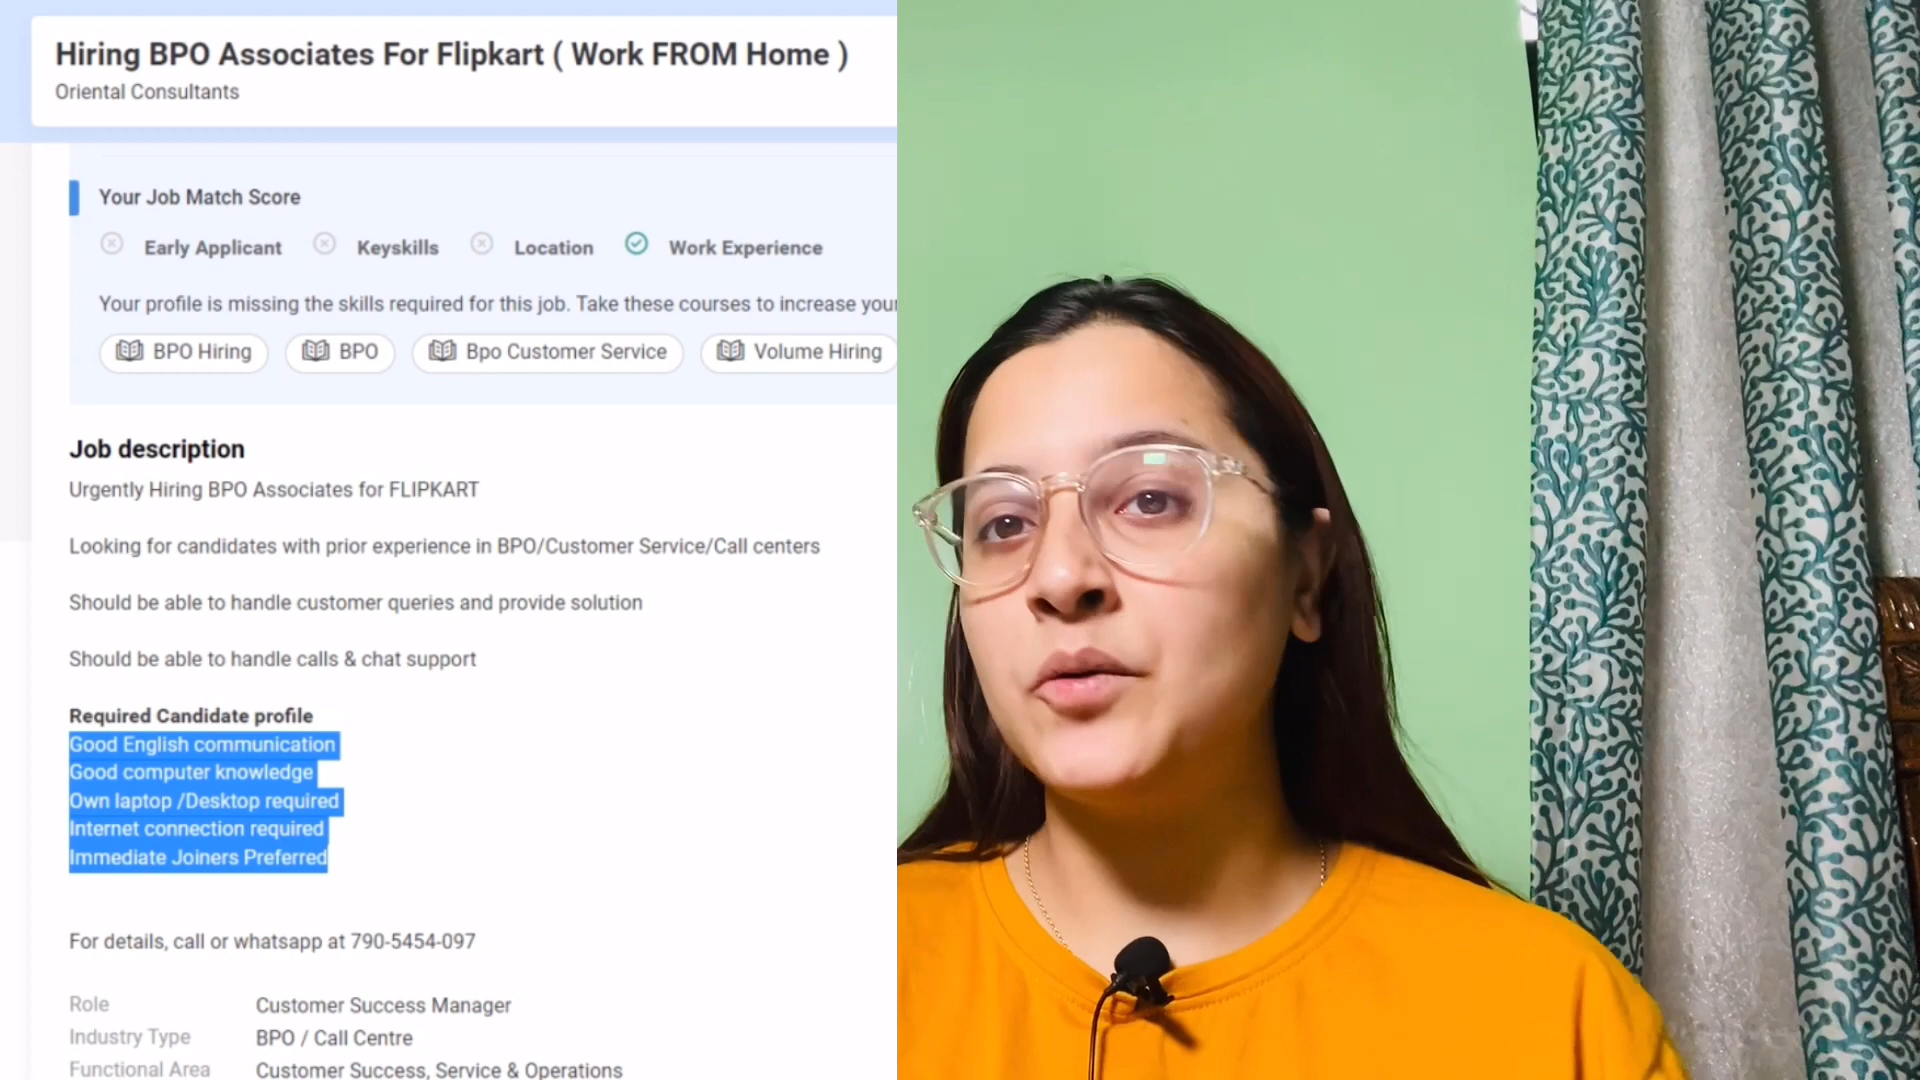 Hiring BPO Associates For Flipkart ( Work FROM Home )
Oriental Consultants
Your Job Match Score
Early Applicant Keyskills Location Work Experience
Your profile is missing the skills required for this job. Take these courses to increase your
BPO Hiring BPO Bpo Customer Service Volume Hiring
Job description
Urgently Hiring BPO Associates for FLIPKART
Looking for candidates with prior experience in BPO/Customer Service/Call centers
Should be able to handle customer queries and provide solution
Should be able to handle calls & chat support
Required Candidate profile
Good English communication
Good computer knowledge
Own laptop /Desktop required
Internet connection required
Immediate Joiners Preferred
For details, call or whatsapp at 790-5454-097
Role Customer Success Manager
Industry Type BPO / Call Centre
Functional Area Customer Success, Service & Operations